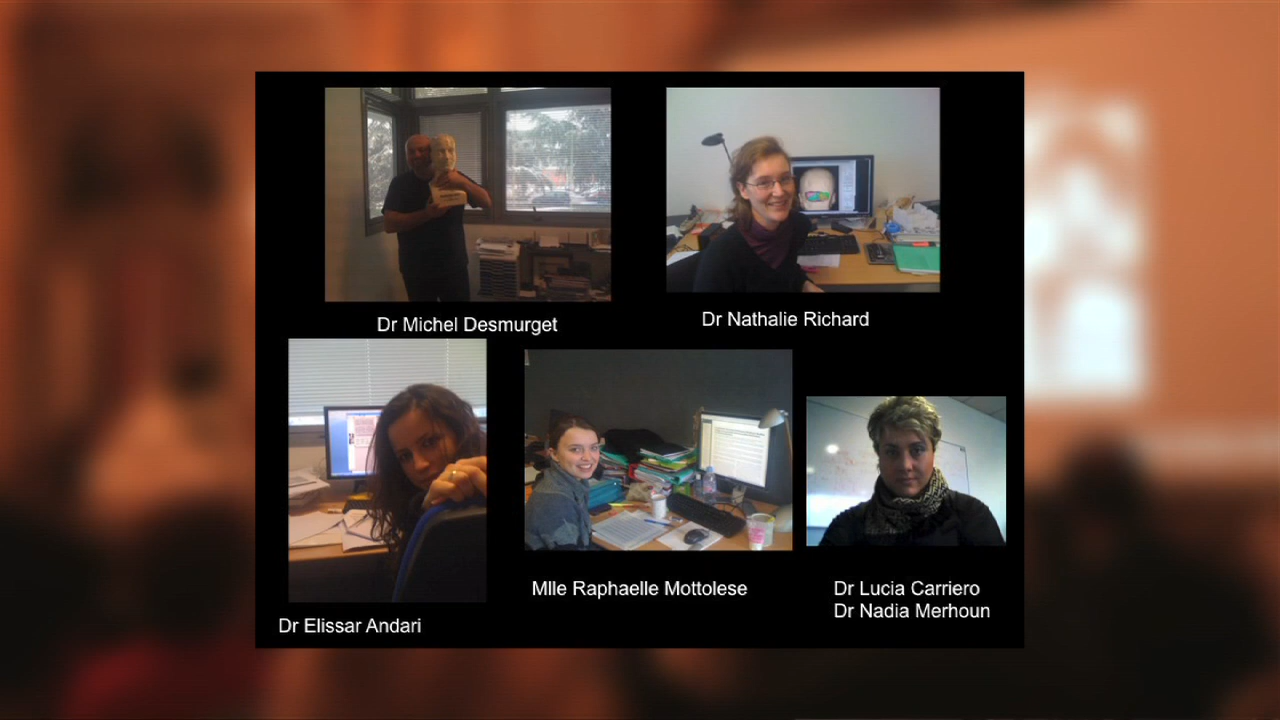 Dr Michel Desmurget
Dr Nathalie Richard
Dr Elissar Andari
Mlle Raphaelle Mottolese
Dr Lucia Carriero
Dr Nadia Merhoun